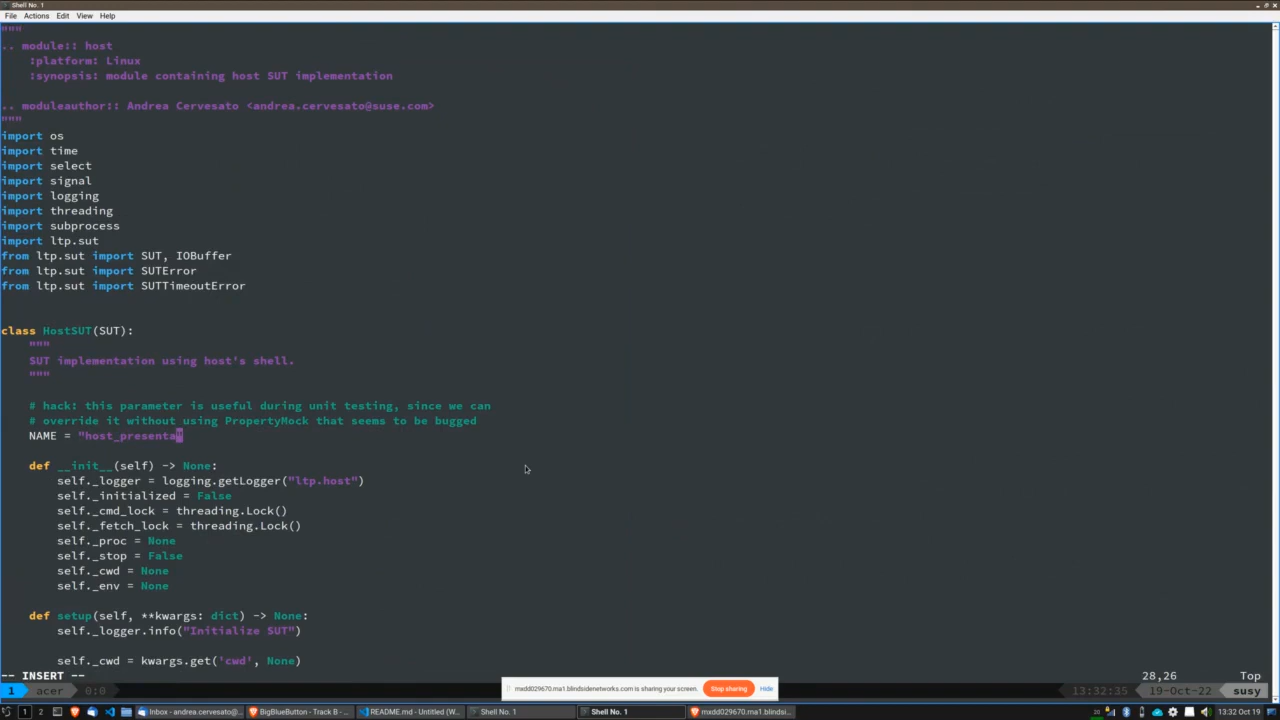 Shell No. 1
File Actions Edit View Help
"""
.. module:: host
:platform: Linux
:synopsis: module containing host SUT implementation
.. moduleauthor:: Andrea Cervesato <andrea.cervesato@suse.com>
"""
import os
import time
import select
import signal
import logging
import threading
import subprocess
import ltp.sut
from ltp.sut import SUT, IOBuffer
from ltp.sut import SUTError
from ltp.sut import SUTTimeoutError
class HostSUT(SUT):
"""
SUT implementation using host's shell.
"""
# hack: this parameter is useful during unit testing, since we can
# override it without using PropertyMock that seems to be bugged
NAME = "host_presenta"
def __init__(self) -> None:
self._logger = logging.getLogger("ltp.host")
self._initialized = False
self._cmd_lock = threading.Lock()
self._fetch_lock = threading.Lock()
self._proc = None
self._stop = False
self._cwd = None
self._env = None
def setup(self, **kwargs: dict) -> None:
self._logger.info("Initialize SUT")
self._cwd = kwargs.get('cwd', None)
-- INSERT -- 28,26 Top
1 acer 0:0 13:32:35 19-Oct-22 susy
mxdd029670.rna1.blindsidenetworks.com is sharing your screen. Stop sharing Hide
1 2 Inbox - andrea.cervesato@... BigBlueButton - Track B - ... README.md - Untitled (W... Shell No. 1 Shell No. 1 mxdd029670.rna1.blindsi... 13:32 Oct 19